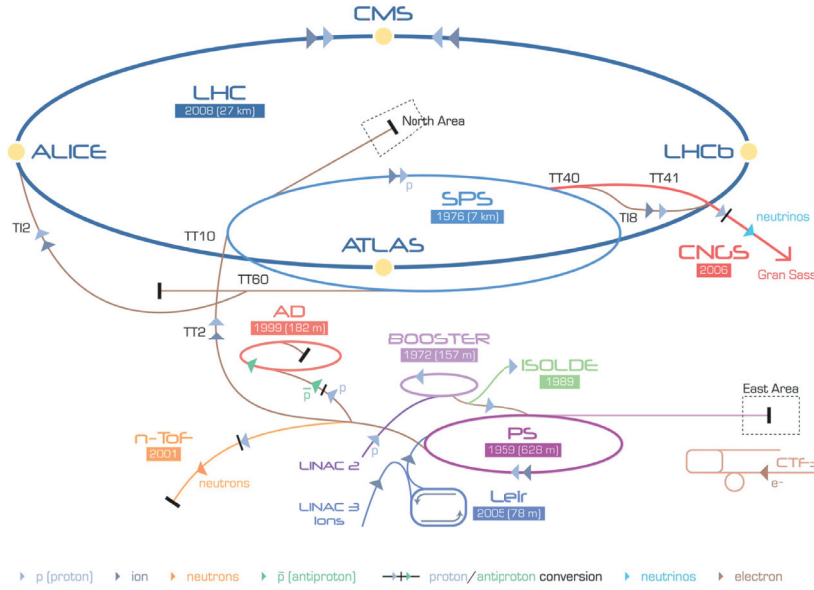 CMS
LHC
2008 (27 km)
North Area
ALICE
LHCb
TT40
TT41
SPS
1976 (7 km)
p
TI8
TI2
TT10
ATLAS
neutrinos
CNGS
2006
Gran Sass
TT60
AD
1999 (182 m)
TT2
BOOSTER
1972 (157 m)
ISOLDE
1989
p̅
p
East Area
n-ToF
2001
PS
1959 (628 m)
LINAC 2
p
neutrons
CTF3
e-
LINAC 3
Ions
Leir
2005 (78 m)
p (proton)
ion
neutrons
p̅ (antiproton)
proton/antiproton conversion
neutrinos
electron